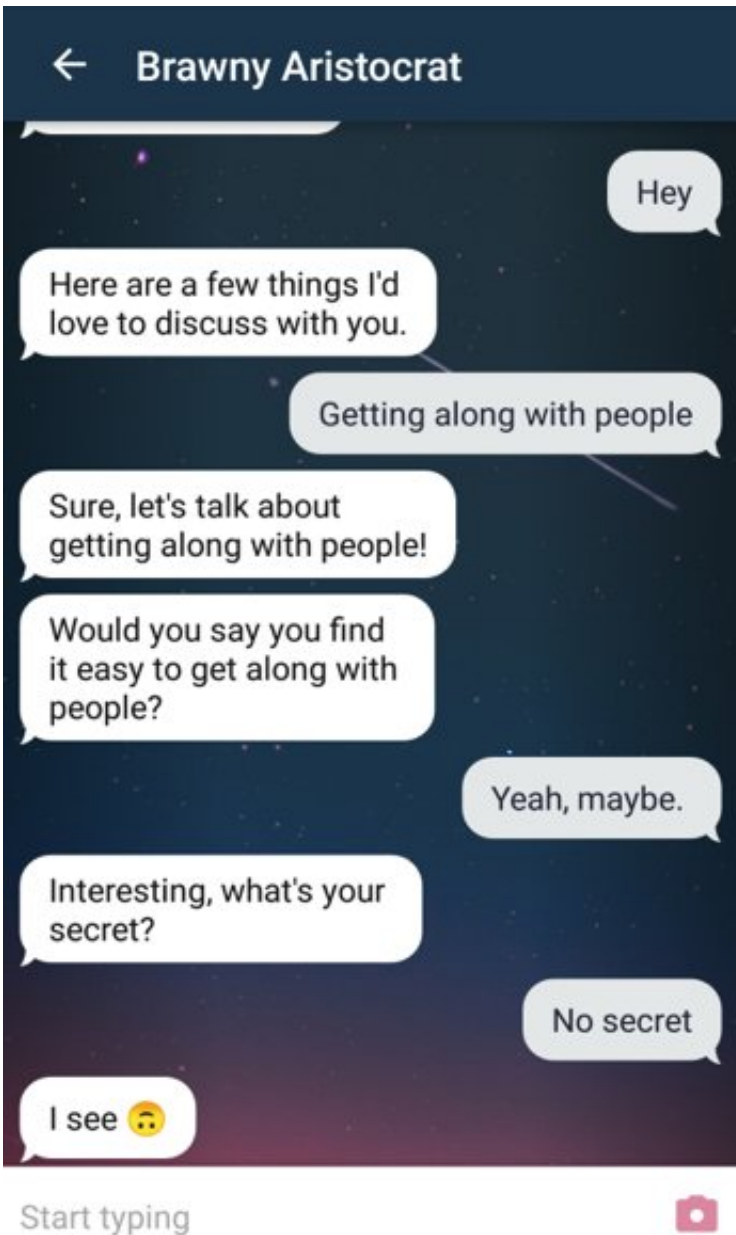 Brawny Aristocrat
Hey
Here are a few things I'd
love to discuss with you.
Getting along with people
Sure, let's talk about
getting along with people!
Would you say you find
it easy to get along with
people?
Yeah, maybe.
Interesting, what's your
secret?
No secret
I see 🙃
Start typing